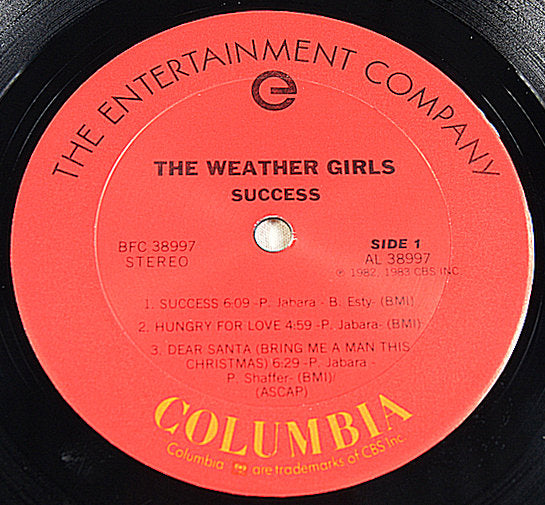 THE ENTERTAINMENT COMPANY
e
THE WEATHER GIRLS
SUCCESS
BFC 38997
STEREO
SIDE 1
AL 38997
℗ 1982, 1983 CBS INC
1. SUCCESS 6:09 -P. Jabara - B. Esty- (BMI)
2. HUNGRY FOR LOVE 4:59 -P. Jabara- (BMI)
3. DEAR SANTA (BRING ME A MAN THIS
CHRISTMAS) 6:29 -P. Jabara -
P. Shaffer- (BMI)/
(ASCAP)
COLUMBIA
Columbia are trademarks of CBS Inc.